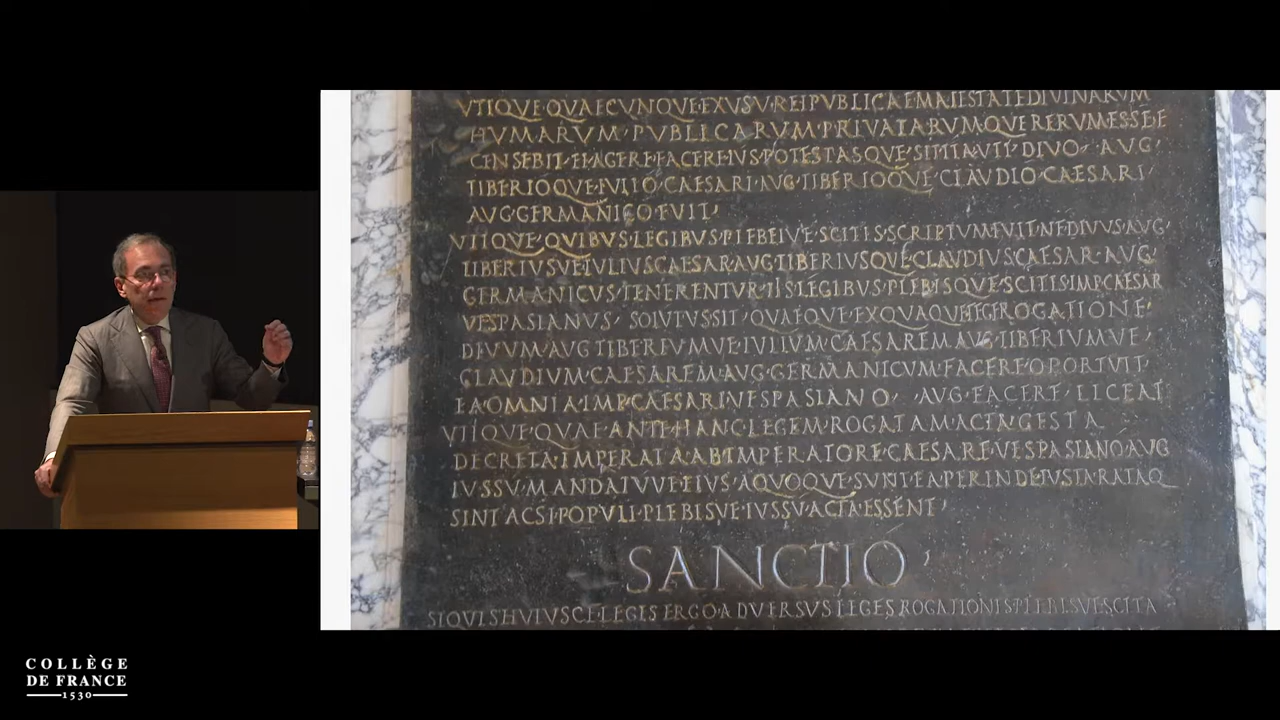 VTIQVE·QVAECVNQVE·EX·VSV·REIPVBLICAE·MAIESTATE·DIVINARVM
HVMARVM·PVBLICARVM·PRIVATARVMQVE·RERVM·ESSE·E
CENSEBIT·EI·AGERE·FACERE·IVS·POTESTASQVE·SIT·ITA·VTI·DIVO·AVG
TIBERIOQVE·IVLIO·CAESARI·AVG·TIBERIOQVE·CLAVDIO·CAESARI
AVG·GERMANICO·FVIT
VTIQVE·QVIBVS·LEGIBVS·PLEBEIVE·SCITIS·SCRIPTVM·FVIT·NE·DIVVS·AVG
TIBERIVSVE·IVLIVS·CAESAR·AVG·TIBERIVSQVE·CLAVDIVS·CAESAR·AVG
GERMANICVS·TENERENTVR·IIS·LEGIBVS·PLEBISQVE·SCITIS·IMP·CAESAR
VESPASIANVS·SOLVTVS·SIT·QVAEQVE·EX·QVAQVE·LEGE·ROGATIONE
DIVVM·AVG·TIBERIVMVE·IVLIVM·CAESAREM·AVG·TIBERIVMVE
CLAVDIVM·CAESAREM·AVG·GERMANICVM·FACERE·OPORTVIT
EA·OMNIA·IMP·CAESARI·VESPASIANO·AVG·FACERE·LICEAT
VTIQVE·QVAE·ANTE·HANC·LEGEM·ROGATAM·ACTA·GESTA
DECRETA·IMPERATA·AB·IMPERATORE·CAESARE·VESPASIANO·AVG
IVSSV·MANDATVVE·EIVS·A·QVOQVE·SVNT·EA·PERINDE·IVSTA·RATAQ
SINT·AC·SI·POPVLI·PLEBISVE·IVSSV·ACTA·ESSENT
SANCTIO
SI·QVIS·HVIVSCE·LEGIS·ERGO·ADVERSVS·LEGES·ROGATIONES·PLEBISVE·SCITA
COLLÈGE
DE FRANCE
1530